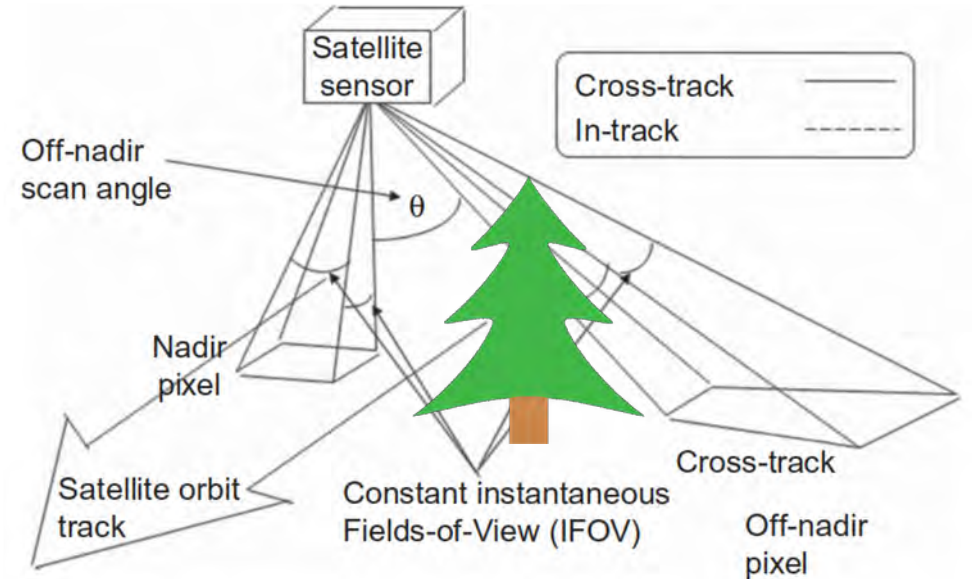 Satellite
sensor
Cross-track
In-track
Off-nadir
scan angle
θ
Nadir
pixel
Satellite orbit
track
Constant instantaneous
Fields-of-View (IFOV)
Cross-track
Off-nadir
pixel